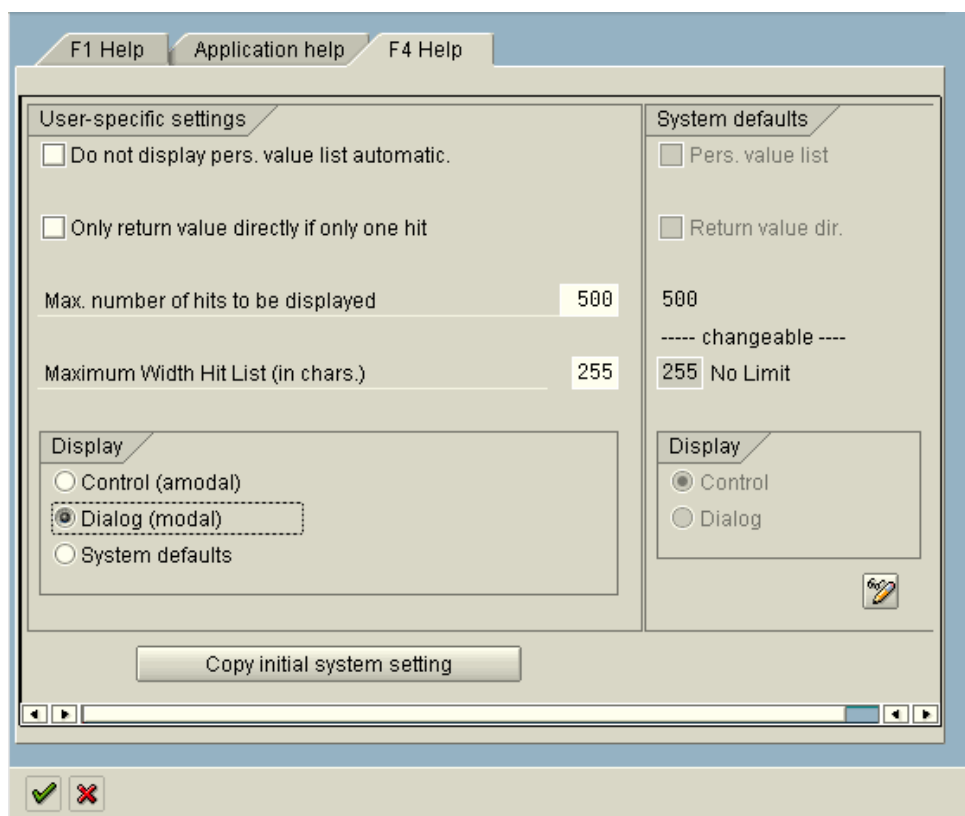 F1 Help Application help F4 Help
User-specific settings
Do not display pers. value list automatic.
Only return value directly if only one hit
Max. number of hits to be displayed 500
Maximum Width Hit List (in chars.) 255
Display
Control (amodal)
Dialog (modal)
System defaults
System defaults
Pers. value list
Return value dir.
500
----- changeable ----
255 No Limit
Display
Control
Dialog
Copy initial system setting